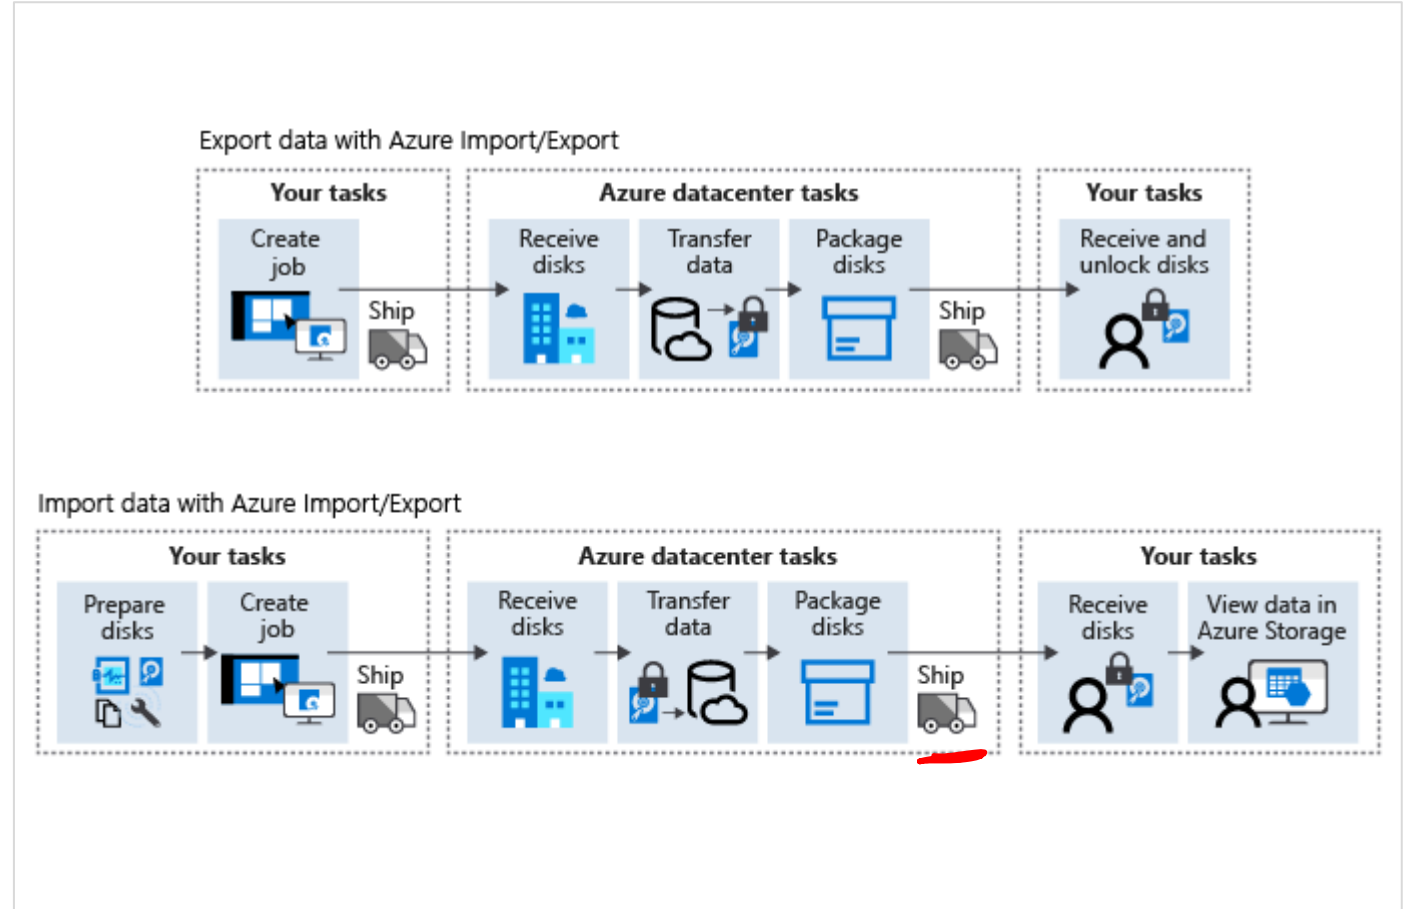 Export data with Azure Import/Export
Your tasks
Azure datacenter tasks
Your tasks
Create
job
Ship
Receive
disks
Transfer
data
Package
disks
Ship
Receive and
unlock disks
Import data with Azure Import/Export
Your tasks
Azure datacenter tasks
Your tasks
Prepare
disks
Create
job
Ship
Receive
disks
Transfer
data
Package
disks
Ship
Receive
disks
View data in
Azure Storage